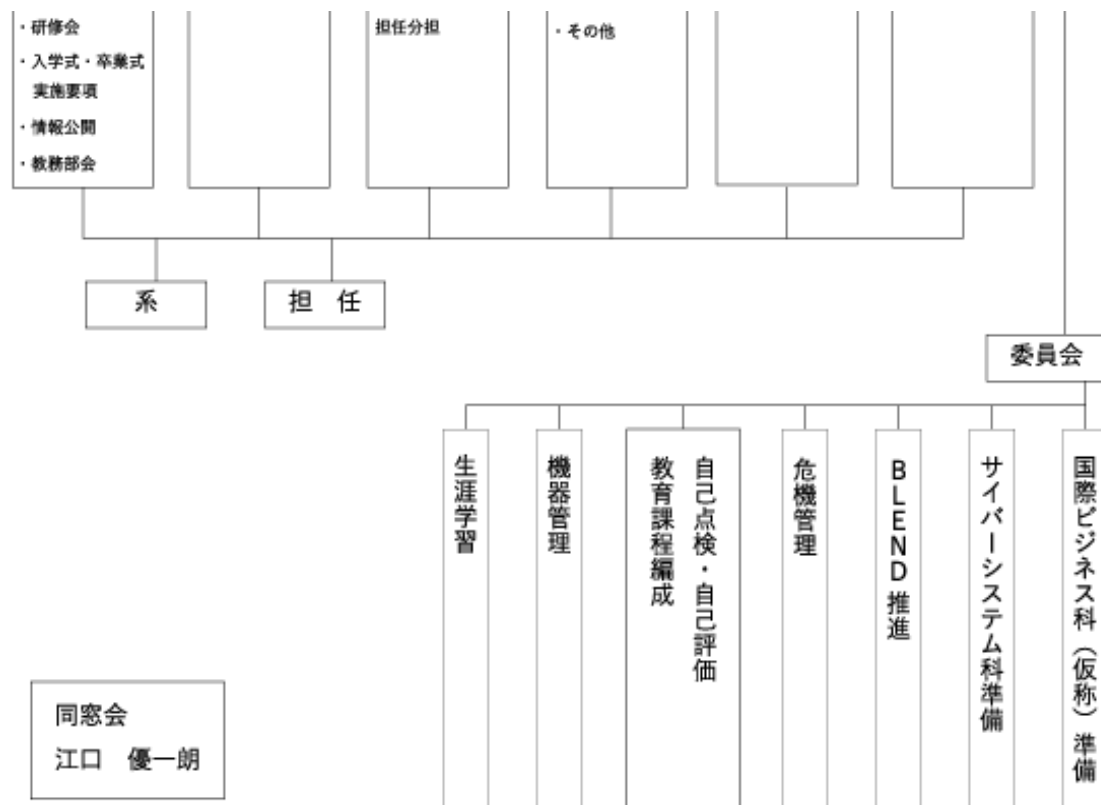 ・研修会
・入学式・卒業式
実施要項
・情報公開
・教務部会
担任分担
・その他
系
担　任
委員会
生涯学習
機器管理
自己点検・自己評価
教育課程編成
危機管理
BLEND推進
サイバーシステム科準備
国際ビジネス科（仮称）準備
同窓会
江口　優一朗